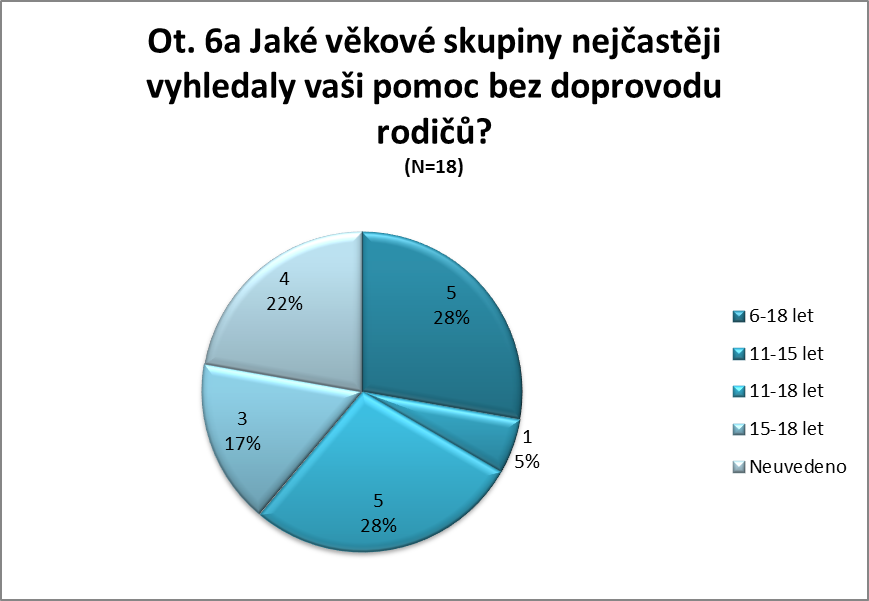 Ot. 6a Jaké věkové skupiny nejčastěji
vyhledaly vaši pomoc bez doprovodu
rodičů?
(N=18)
4
22%
5
28%
3
17%
1
5%
5
28%
6-18 let
11-15 let
11-18 let
15-18 let
Neuvedeno